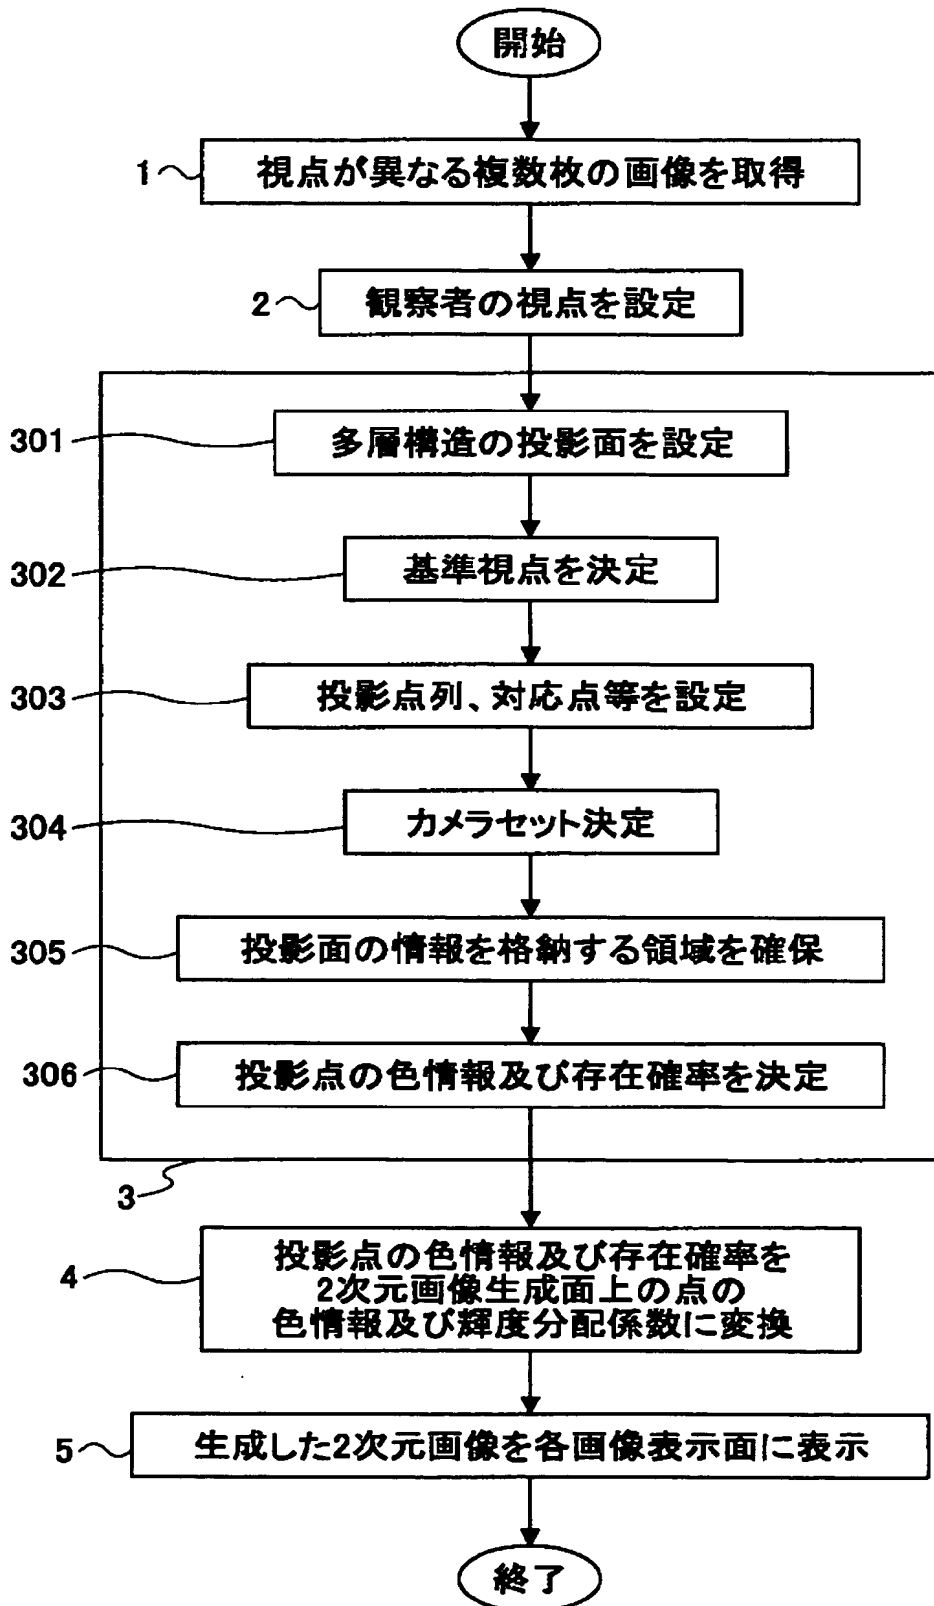 開始
1 視点が異なる複数枚の画像を取得
2 観察者の視点を設定
301 多層構造の投影面を設定
302 基準視点を決定
303 投影点列、対応点等を設定
304 カメラセット決定
305 投影面の情報を格納する領域を確保
306 投影点の色情報及び存在確率を決定
3
投影点の色情報及び存在確率を
4 2次元画像生成面上の点の
色情報及び輝度分配係数に変換
5 生成した2次元画像を各画像表示面に表示
終了